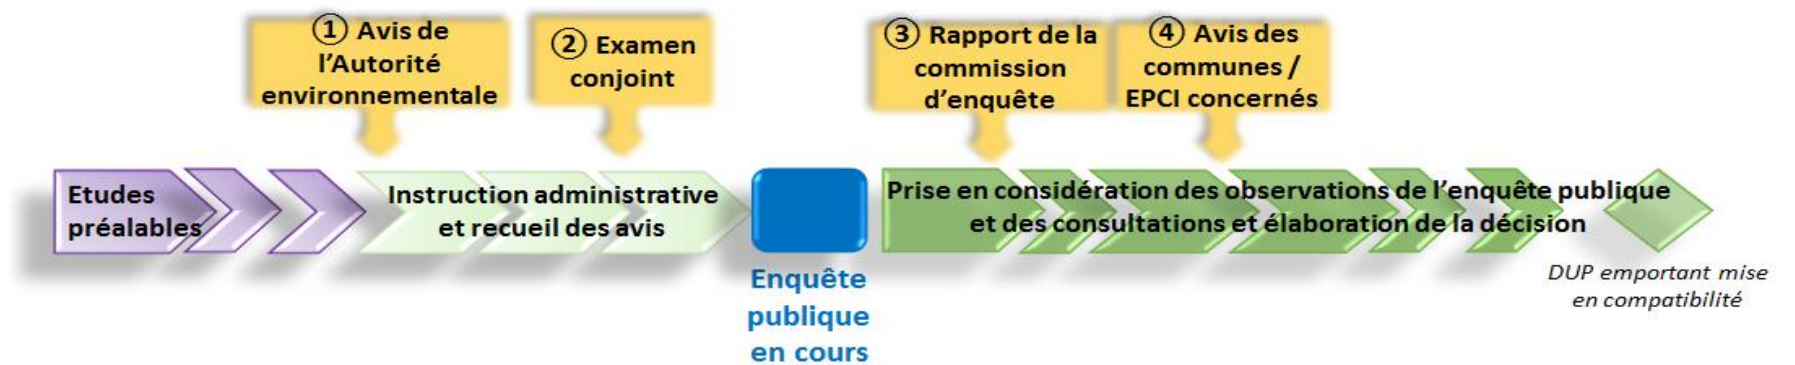 ① Avis de
l’Autorité
environnementale
② Examen
conjoint
③ Rapport de la
commission
d’enquête
④ Avis des
communes /
EPCI concernés
Etudes
préalables
Instruction administrative
et recueil des avis
Enquête
publique
en cours
Prise en considération des observations de l’enquête publique
et des consultations et élaboration de la décision
DUP emportant mise
en compatibilité